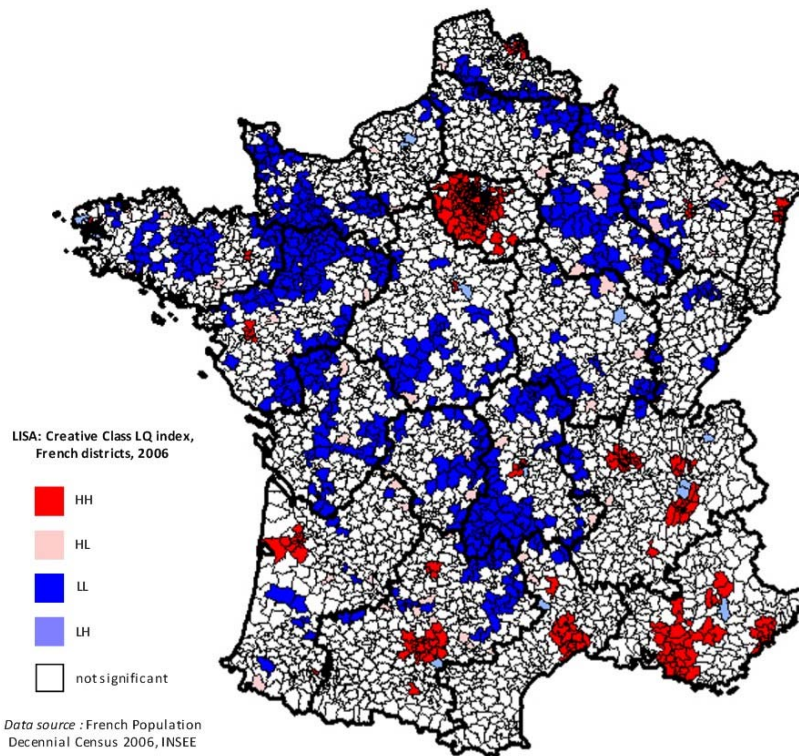 LISA: Creative Class LQ index,
French districts, 2006
HH
HL
LL
LH
not significant
Data source : French Population
Decennial Census 2006, INSEE